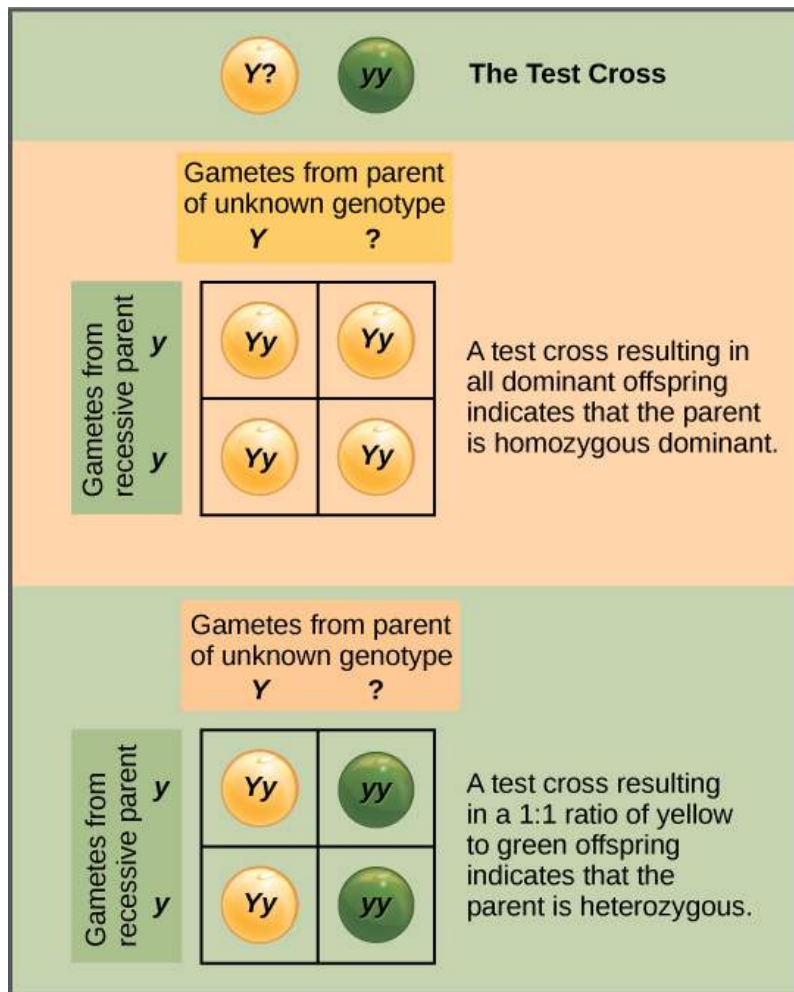 Y? yy The Test Cross
Gametes from parent
of unknown genotype
Y ?
Gametes from
recessive parent
y
y
Yy Yy
Yy Yy
A test cross resulting in
all dominant offspring
indicates that the parent
is homozygous dominant.
Gametes from parent
of unknown genotype
Y ?
Gametes from
recessive parent
y
y
Yy yy
Yy yy
A test cross resulting
in a 1:1 ratio of yellow
to green offspring
indicates that the
parent is heterozygous.